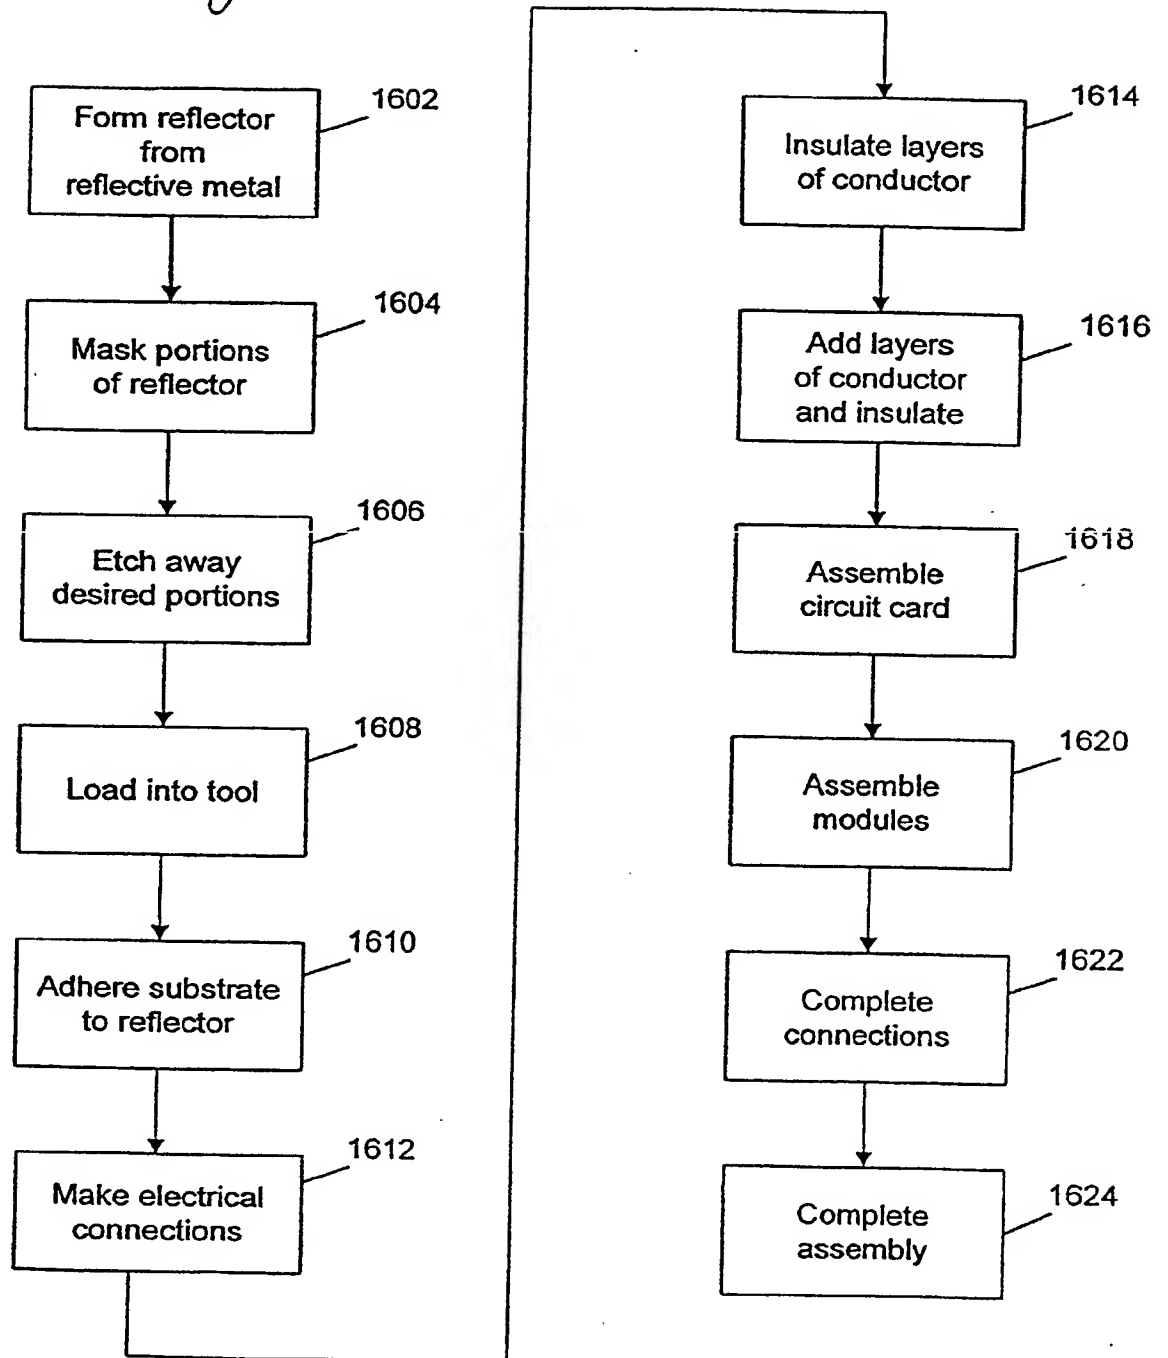 Form reflector
from
reflective metal
1602
Mask portions
of reflector
1604
Etch away
desired portions
1606
Load into tool
1608
Adhere substrate
to reflector
1610
Make electrical
connections
1612
Insulate layers
of conductor
1614
Add layers
of conductor
and insulate
1616
Assemble
circuit card
1618
Assemble
modules
1620
Complete
connections
1622
Complete
assembly
1624